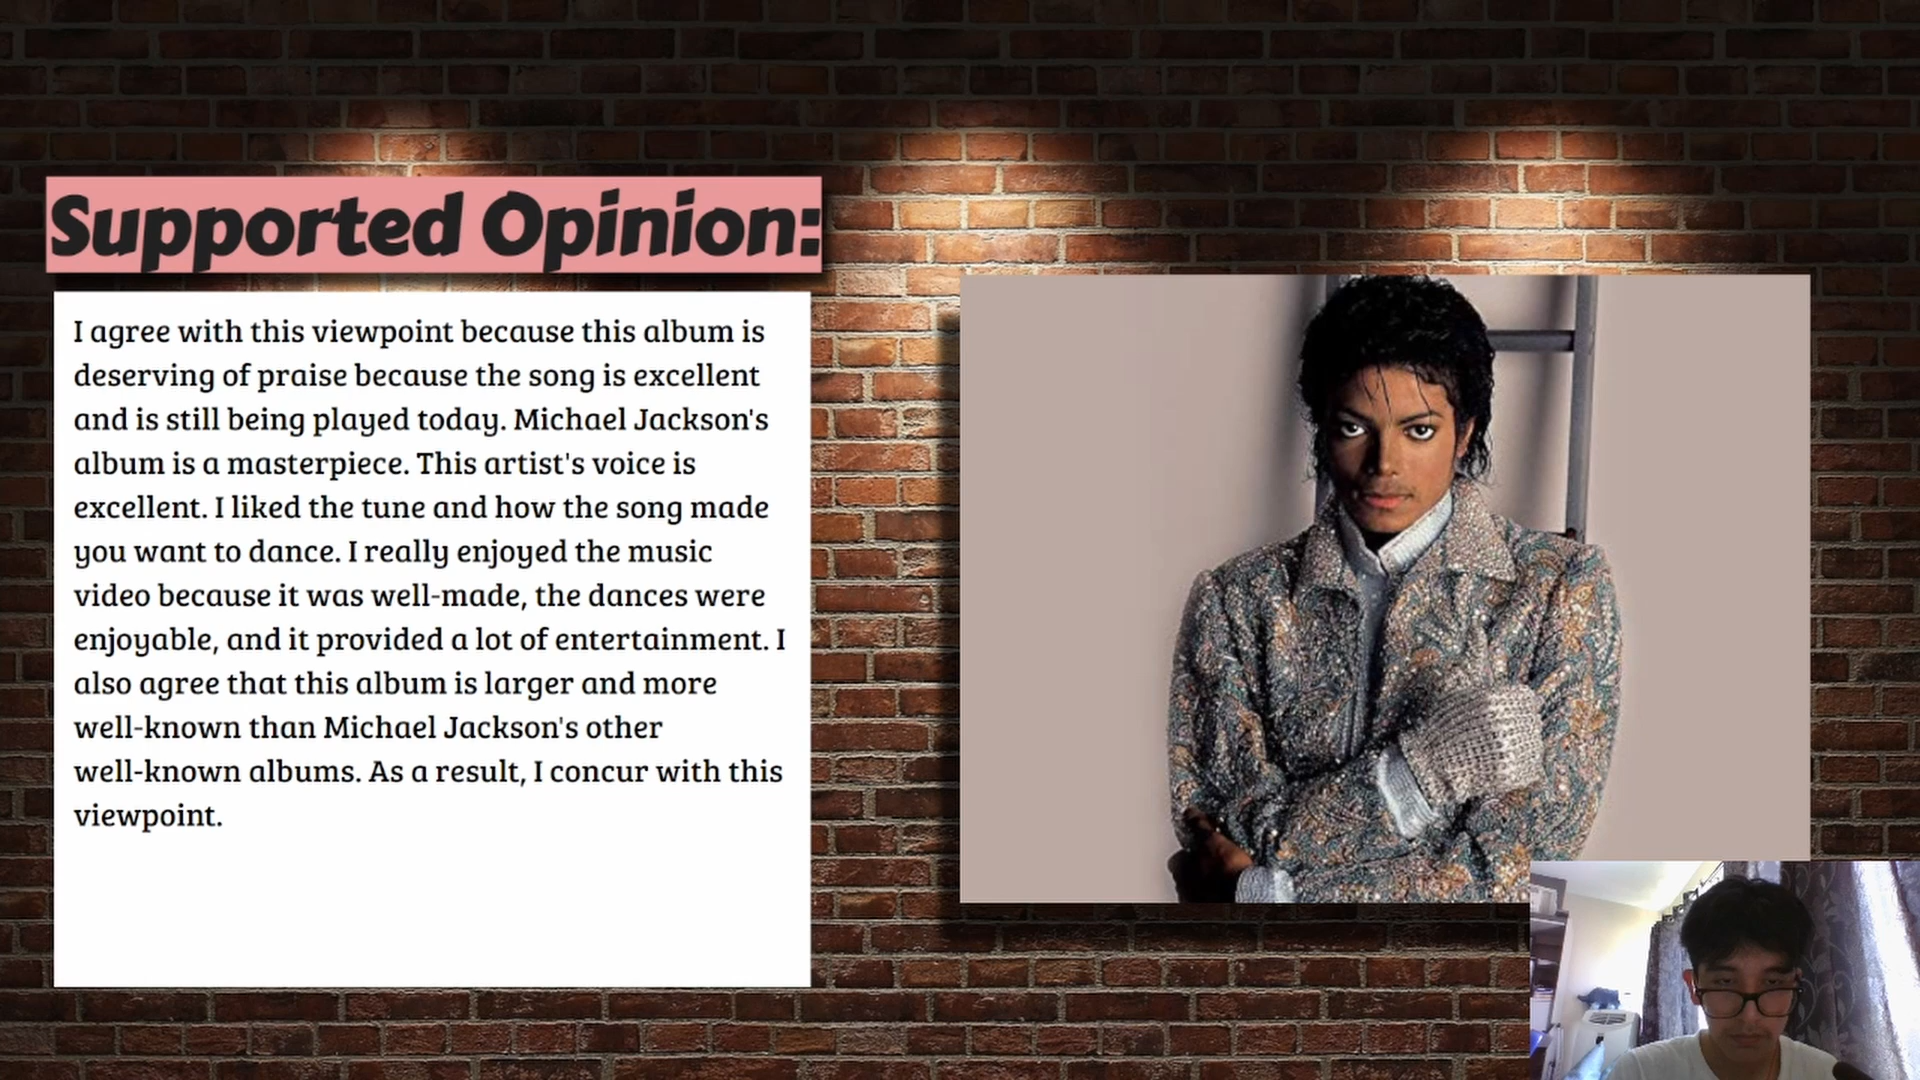 Supported Opinion:
I agree with this viewpoint because this album is
deserving of praise because the song is excellent
and is still being played today. Michael Jackson's
album is a masterpiece. This artist's voice is
excellent. I liked the tune and how the song made
you want to dance. I really enjoyed the music
video because it was well-made, the dances were
enjoyable, and it provided a lot of entertainment. I
also agree that this album is larger and more
well-known than Michael Jackson's other
well-known albums. As a result, I concur with this
viewpoint.